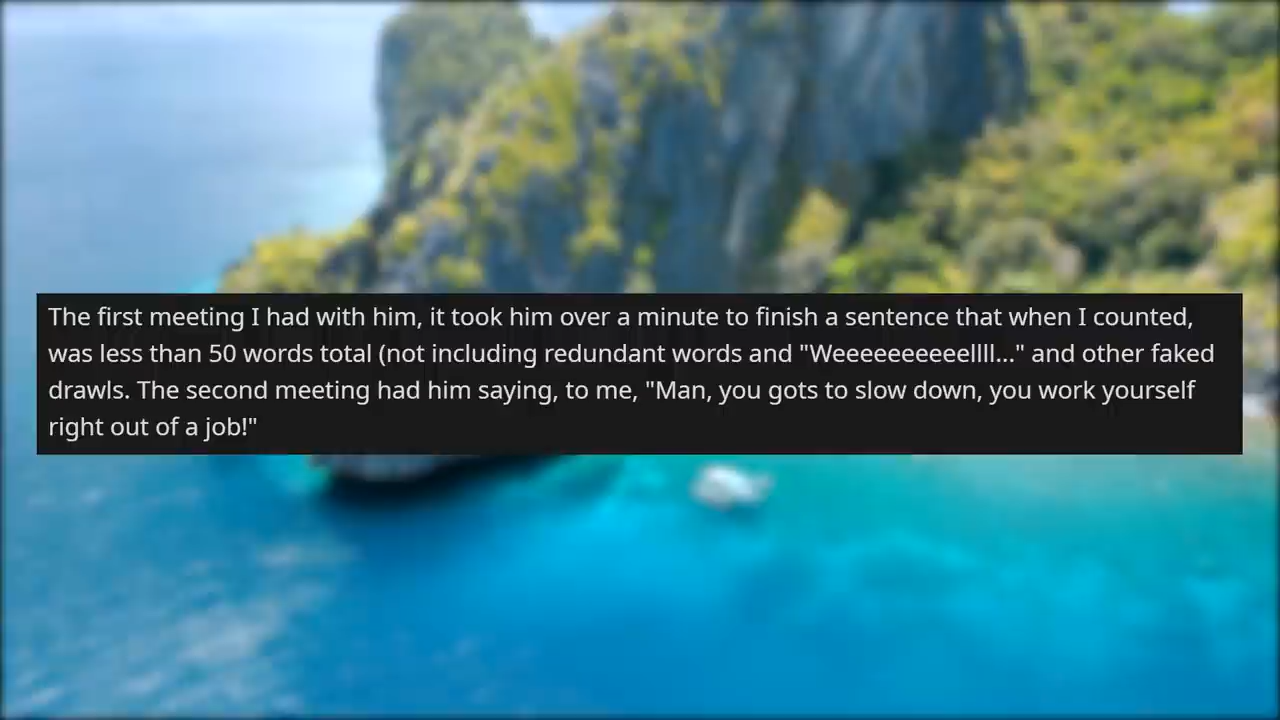 The first meeting I had with him, it took him over a minute to finish a sentence that when I counted,
was less than 50 words total (not including redundant words and "Weeeeeeeeeellll..." and other faked
drawls. The second meeting had him saying, to me, "Man, you gots to slow down, you work yourself
right out of a job!"